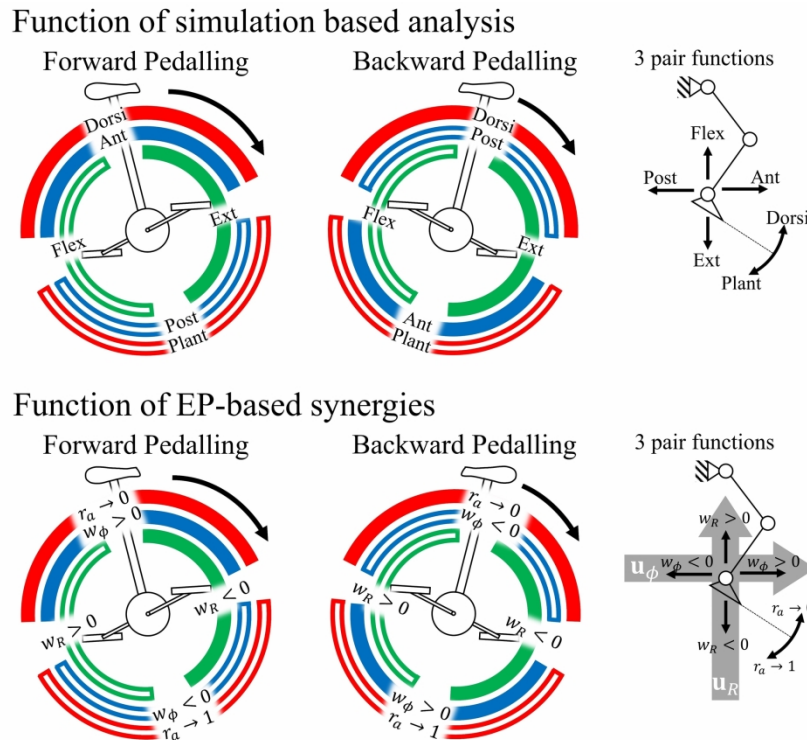 Function of simulation based analysis
Forward Pedalling
Backward Pedalling
3 pair functions
Dorsi
Ant
Flex
Ext
Post
Plant
Dorsi
Post
Flex
Ext
Ant
Plant
Flex
Post
Ant
Dorsi
Ext
Plant
Function of EP-based synergies
Forward Pedalling
Backward Pedalling
3 pair functions
r_a → 0
w_ϕ > 0
w_R < 0
w_R > 0
w_ϕ < 0
r_a → 1
r_a → 0
w_ϕ < 0
w_R > 0
w_R < 0
w_ϕ > 0
r_a → 1
w_R > 0
u_ϕ
w_ϕ < 0
w_ϕ > 0
r_a → 0
w_R < 0
r_a → 1
u_R